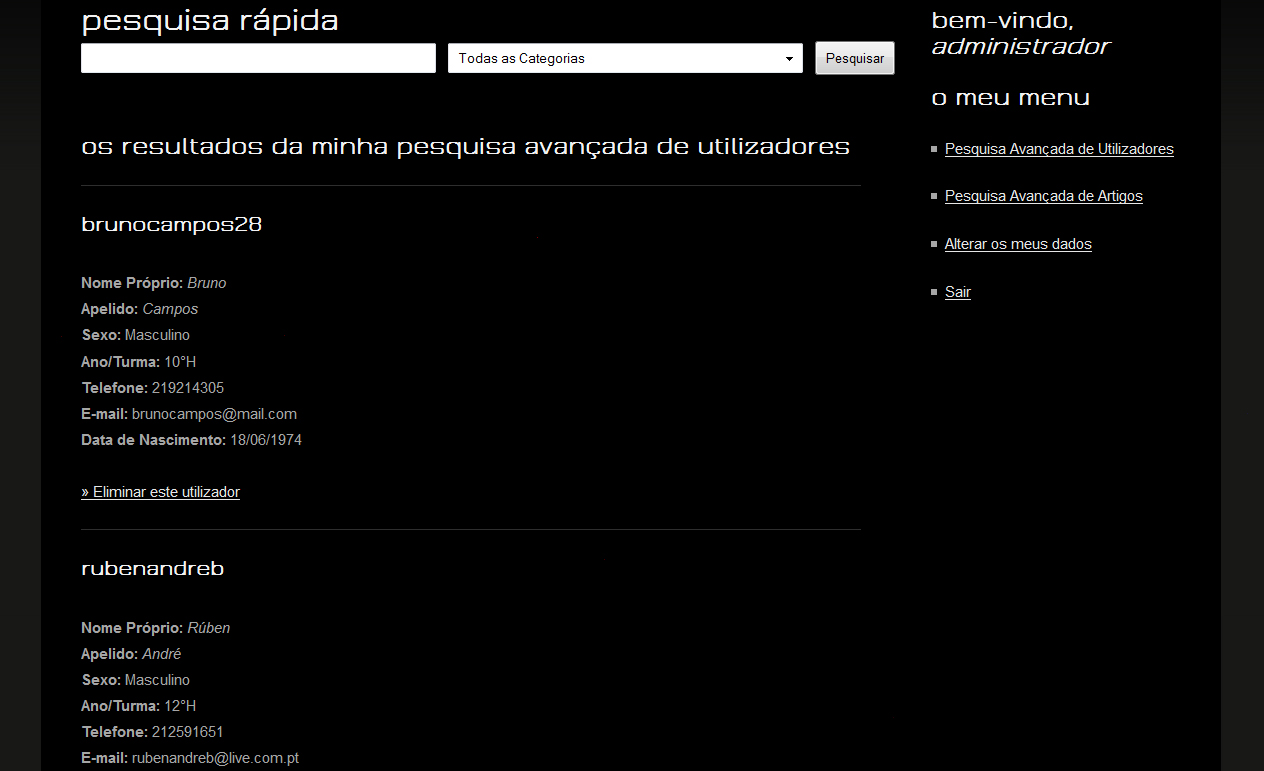 pesquisa rápida
Todas as Categorias
Pesquisar
os resultados da minha pesquisa avançada de utilizadores
brunocampos28
Nome Próprio: Bruno
Apelido: Campos
Sexo: Masculino
Ano/Turma: 10°H
Telefone: 219214305
E-mail: brunocampos@mail.com
Data de Nascimento: 18/06/1974
» Eliminar este utilizador
rubenandreb
Nome Próprio: Rúben
Apelido: André
Sexo: Masculino
Ano/Turma: 12°H
Telefone: 212591651
E-mail: rubenandreb@live.com.pt
bem-vindo,
administrador
o meu menu
Pesquisa Avançada de Utilizadores
Pesquisa Avançada de Artigos
Alterar os meus dados
Sair